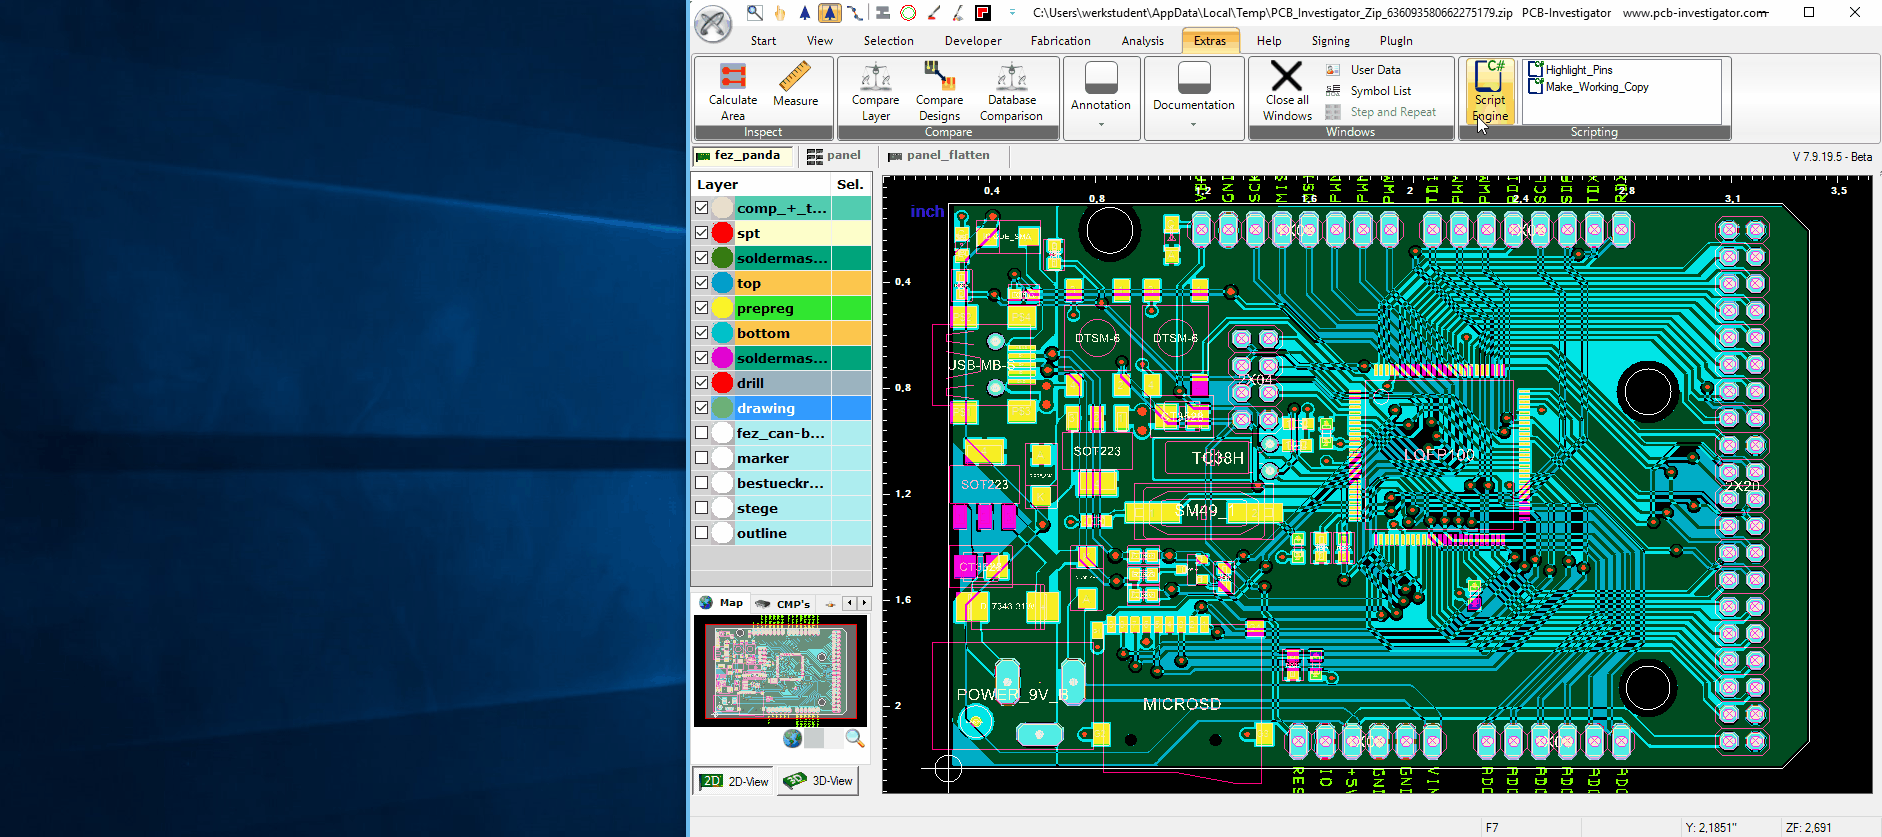 C:\Users\werkstudent\AppData\Local\Temp\PCB_Investigator_Zip_636093580662275179.zip PCB-Investigator www.pcb-investigator.com
Start View Selection Developer Fabrication Analysis Extras Help Signing PlugIn
Calculate Area
Measure
Inspect
Compare Layer
Compare Designs
Database Comparison
Compare
Annotation
Documentation
Close all Windows
User Data
Symbol List
Step and Repeat
Windows
C#
Script Engine
Highlight_Pins
Make_Working_Copy
Scripting
fez_panda panel panel_flatten
V 7.9.19.5 - Beta
Layer Sel.
comp_+_t...
spt
soldermas...
top
prepreg
bottom
soldermas...
drill
drawing
fez_can-b...
marker
bestueckr...
stege
outline
Map CMP's
2D 2D-View 3D 3D-View
inch
0,4 0,8 1,2 1,6 2 2,4 2,8 3,1 3,5
0,4
0,8
1,2
1,6
2
DTSM-6 DTSM-6
2X04
SOT223
TC38H
LQFP100
SOT223
2X20
SM49_1
POWER_9V_B
MICROSD
F7 Y: 2,1851" ZF: 2,691